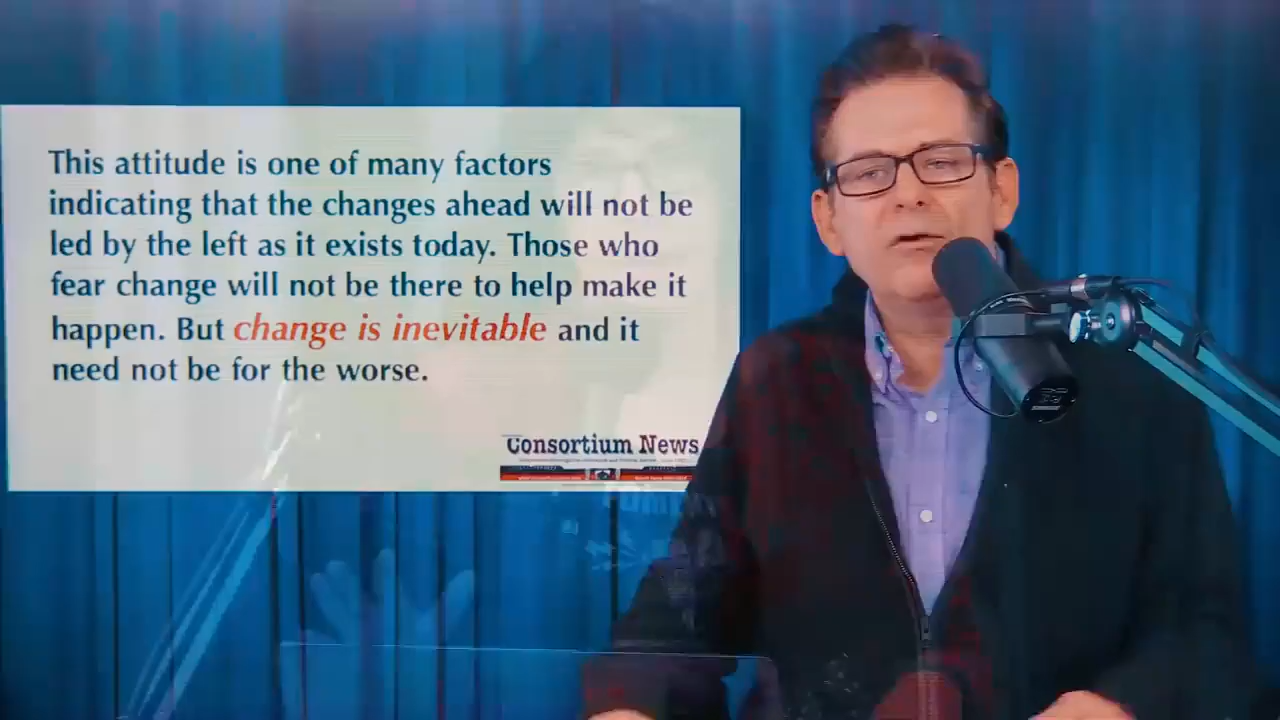 This attitude is one of many factors
indicating that the changes ahead will not be
led by the left as it exists today. Those who
fear change will not be there to help make it
happen. But change is inevitable and it
need not be for the worse.
Consortium News